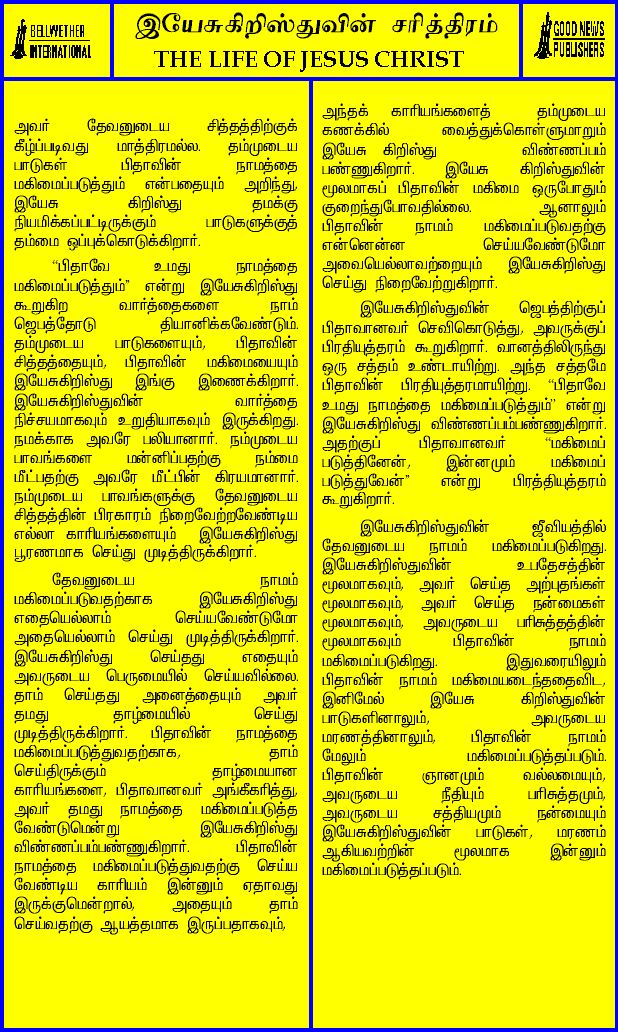 BELLWETHER
INTERNATIONAL
இயேசுகிறிஸ்துவின் சரித்திரம்
THE LIFE OF JESUS CHRIST
GOOD NEWS
PUBLISHERS
அவர் தேவனுடைய சித்தத்திற்குக்
கீழ்ப்படிவது மாத்திரமல்ல. தம்முடைய
பாடுகள் பிதாவின் நாமத்தை
மகிமைப்படுத்தும் என்பதையும் அறிந்து,
இயேசு கிறிஸ்து தமக்கு
நியமிக்கப்பட்டிருக்கும் பாடுகளுக்குத்
தம்மை ஒப்புக்கொடுக்கிறார்.
“பிதாவே உமது நாமத்தை
மகிமைப்படுத்தும்” என்று இயேசுகிறிஸ்து
கூறுகிற வார்த்தைகளை நாம்
ஜெபத்தோடு தியானிக்கவேண்டும்.
தம்முடைய பாடுகளையும், பிதாவின்
சித்தத்தையும், பிதாவின் மகிமையையும்
இயேசுகிறிஸ்து இங்கு இணைக்கிறார்.
இயேசுகிறிஸ்துவின் வார்த்தை
நிச்சயமாகவும் உறுதியாகவும் இருக்கிறது.
நமக்காக அவரே பலியானார். நம்முடைய
பாவங்களை மன்னிப்பதற்கு நம்மை
மீட்பதற்கு அவரே மீட்பின் கிரயமானார்.
நம்முடைய பாவங்களுக்கு தேவனுடைய
சித்தத்தின் பிரகாரம் நிறைவேற்றவேண்டிய
எல்லா காரியங்களையும் இயேசுகிறிஸ்து
பூரணமாக செய்து முடித்திருக்கிறார்.
தேவனுடைய நாமம்
மகிமைப்படுவதற்காக இயேசுகிறிஸ்து
எதையெல்லாம் செய்யவேண்டுமோ
அதையெல்லாம் செய்து முடித்திருக்கிறார்.
இயேசுகிறிஸ்து செய்தது எதையும்
அவருடைய பெருமையில் செய்யவில்லை.
தாம் செய்தது அனைத்தையும் அவர்
தமது தாழ்மையில் செய்து
முடித்திருக்கிறார். பிதாவின் நாமத்தை
மகிமைப்படுத்துவதற்காக, தாம்
செய்திருக்கும் தாழ்மையான
காரியங்களை, பிதாவானவர் அங்கீகரித்து,
அவர் தமது நாமத்தை மகிமைப்படுத்த
வேண்டுமென்று இயேசுகிறிஸ்து
விண்ணப்பம்பண்ணுகிறார். பிதாவின்
நாமத்தை மகிமைப்படுத்துவதற்கு செய்ய
வேண்டிய காரியம் இன்னும் ஏதாவது
இருக்குமென்றால், அதையும் தாம்
செய்வதற்கு ஆயத்தமாக இருப்பதாகவும்,
அந்தக் காரியங்களைத் தம்முடைய
கணக்கில் வைத்துக்கொள்ளுமாறும்
இயேசு கிறிஸ்து விண்ணப்பம்
பண்ணுகிறார். இயேசு கிறிஸ்துவின்
மூலமாகப் பிதாவின் மகிமை ஒருபோதும்
குறைந்துபோவதில்லை. ஆனாலும்
பிதாவின் நாமம் மகிமைப்படுவதற்கு
என்னென்ன செய்யவேண்டுமோ
அவையெல்லாவற்றையும் இயேசுகிறிஸ்து
செய்து நிறைவேற்றுகிறார்.
இயேசுகிறிஸ்துவின் ஜெபத்திற்குப்
பிதாவானவர் செவிகொடுத்து, அவருக்குப்
பிரதியுத்தரம் கூறுகிறார். வானத்திலிருந்து
ஒரு சத்தம் உண்டாயிற்று. அந்த சத்தமே
பிதாவின் பிரதியுத்தரமாயிற்று. “பிதாவே
உமது நாமத்தை மகிமைப்படுத்தும்” என்று
இயேசுகிறிஸ்து விண்ணப்பம்பண்ணுகிறார்.
அதற்குப் பிதாவானவர் “மகிமைப்
படுத்தினேன், இன்னமும் மகிமைப்
படுத்துவேன்” என்று பிரத்தியுத்தரம்
கூறுகிறார்.
இயேசுகிறிஸ்துவின் ஜீவியத்தில்
தேவனுடைய நாமம் மகிமைப்படுகிறது.
இயேசுகிறிஸ்துவின் உபதேசத்தின்
மூலமாகவும், அவர் செய்த அற்புதங்கள்
மூலமாகவும், அவர் செய்த நன்மைகள்
மூலமாகவும், அவருடைய பரிசுத்தத்தின்
மூலமாகவும் பிதாவின் நாமம்
மகிமைப்படுகிறது. இதுவரையிலும்
பிதாவின் நாமம் மகிமையடைந்ததைவிட,
இனிமேல் இயேசு கிறிஸ்துவின்
பாடுகளினாலும், அவருடைய
மரணத்தினாலும், பிதாவின் நாமம்
மேலும் மகிமைப்படுத்தப்படும்.
பிதாவின் ஞானமும் வல்லமையும்,
அவருடைய நீதியும் பரிசுத்தமும்,
அவருடைய சத்தியமும் நன்மையும்
இயேசுகிறிஸ்துவின் பாடுகள், மரணம்
ஆகியவற்றின் மூலமாக இன்னும்
மகிமைப்படுத்தப்படும்.